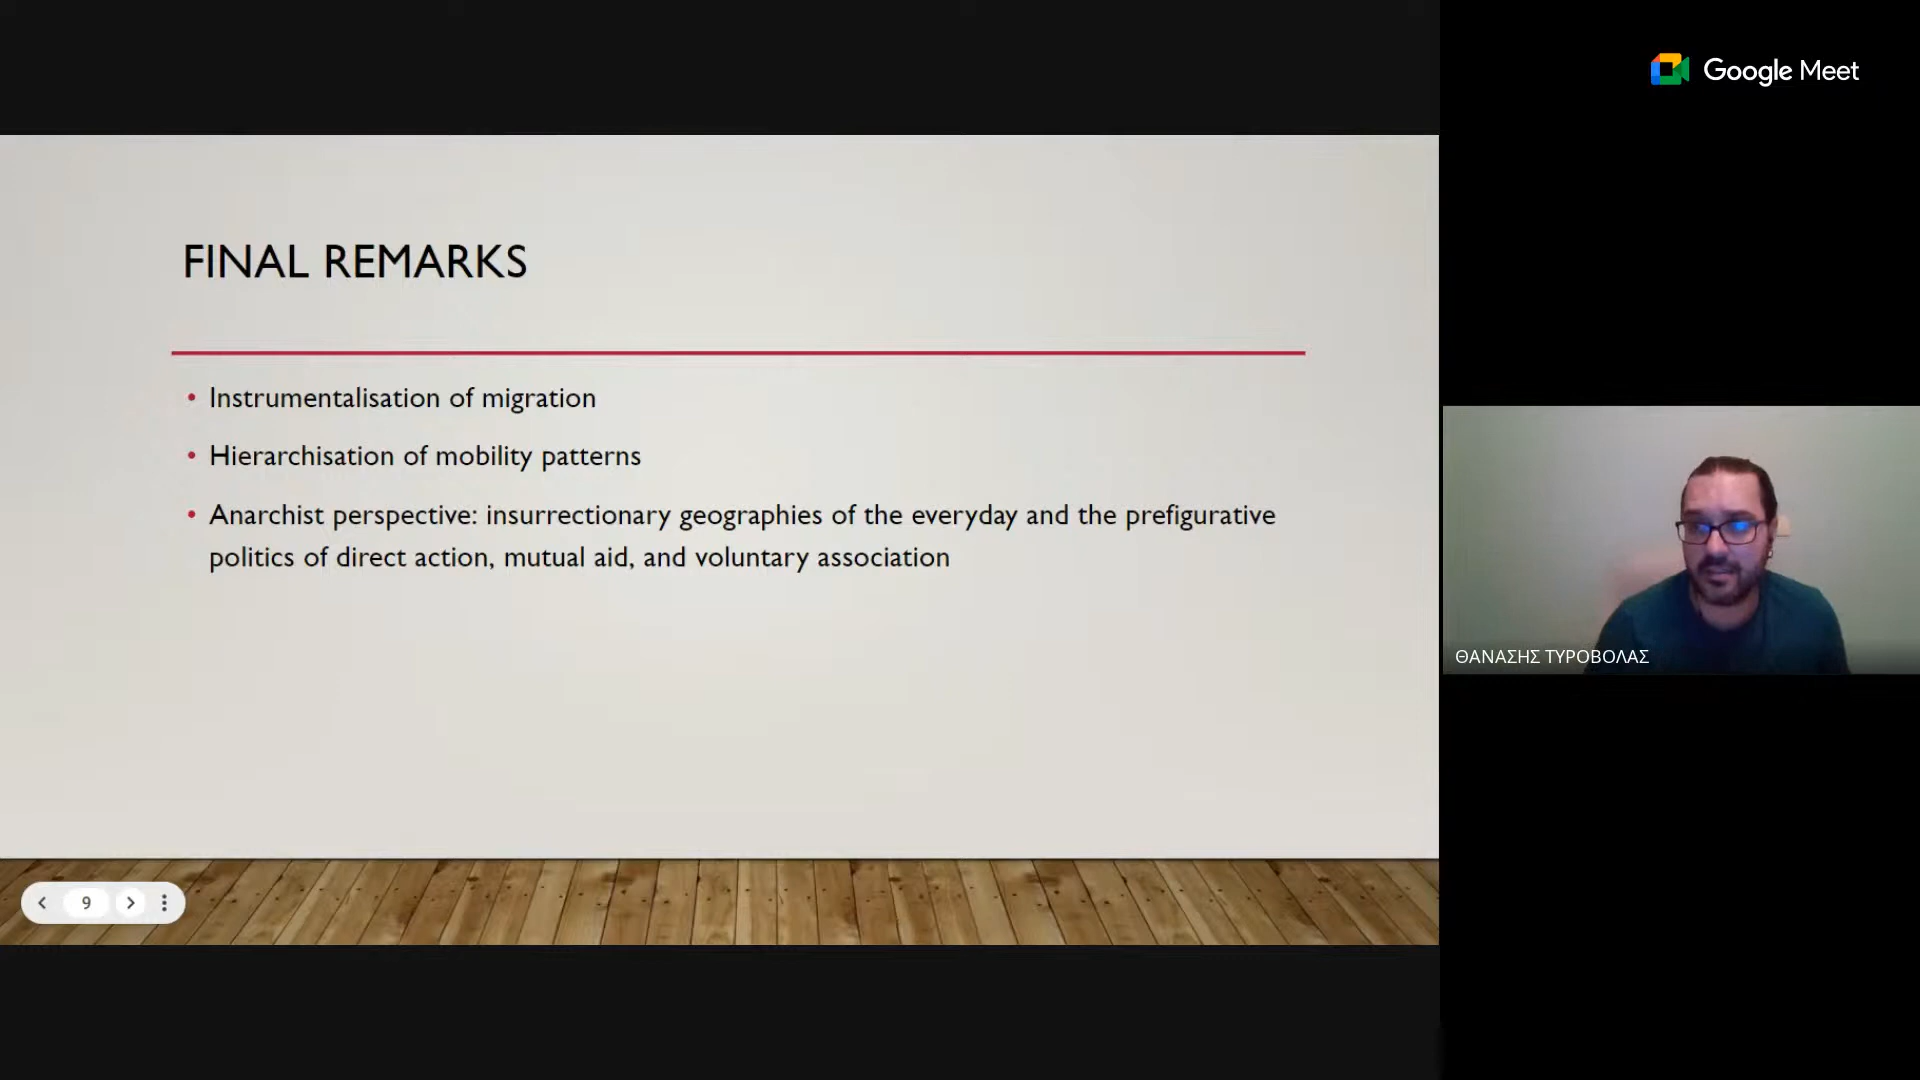 Google Meet
FINAL REMARKS
• Instrumentalisation of migration
• Hierarchisation of mobility patterns
• Anarchist perspective: insurrectionary geographies of the everyday and the prefigurative
politics of direct action, mutual aid, and voluntary association
ΘΑΝΑΣΗΣ ΤΥΡΟΒΟΛΑΣ
9